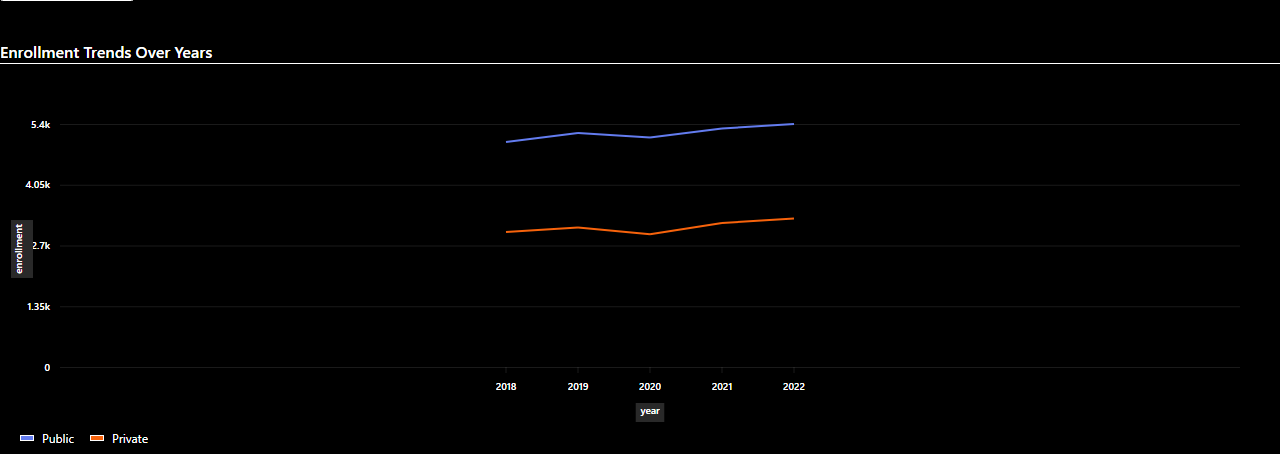 Enrollment Trends Over Years
5.4k
4.05k
2.7k
1.35k
0
enrollment
2018 2019 2020 2021 2022
year
Public Private